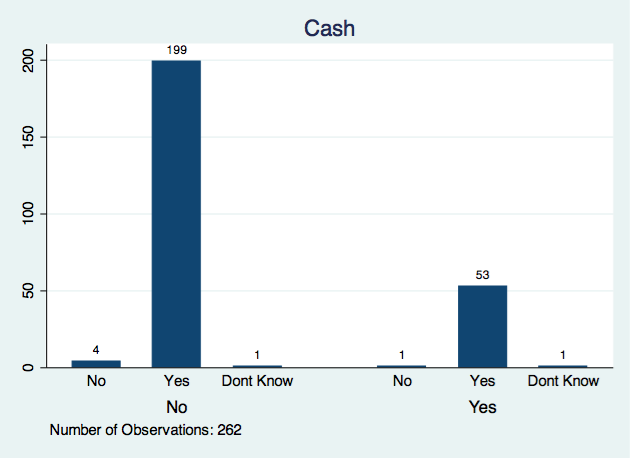 Cash
200
150
100
50
0
199
4
1
1
53
1
No Yes Dont Know No Yes Dont Know
No Yes
Number of Observations: 262